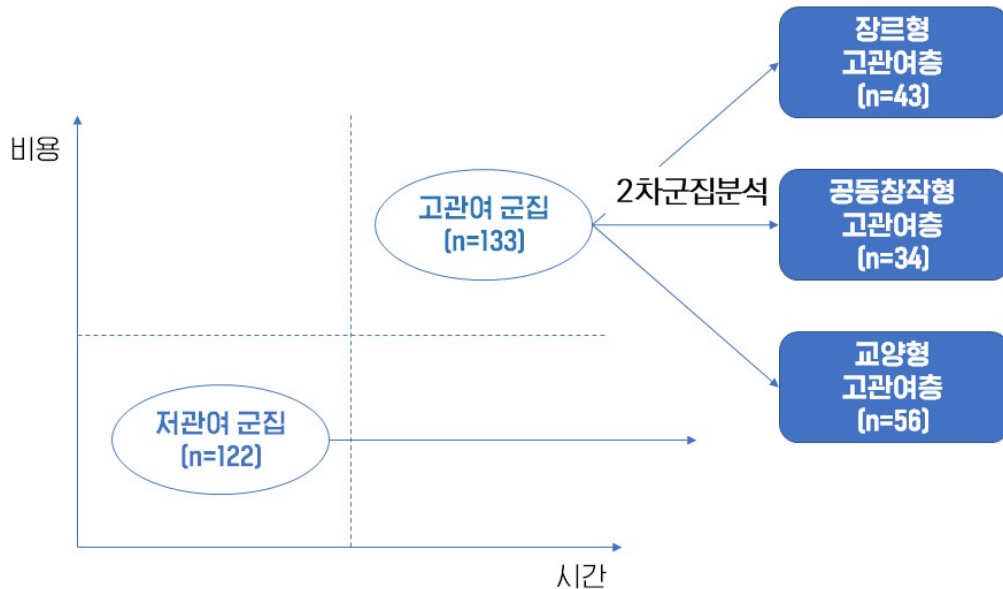 장르형
고관여층
(n=43)
비용
고관여 군집
(n=133)
2차군집분석
공동창작형
고관여층
(n=34)
교양형
고관여층
(n=56)
저관여 군집
(n=122)
시간